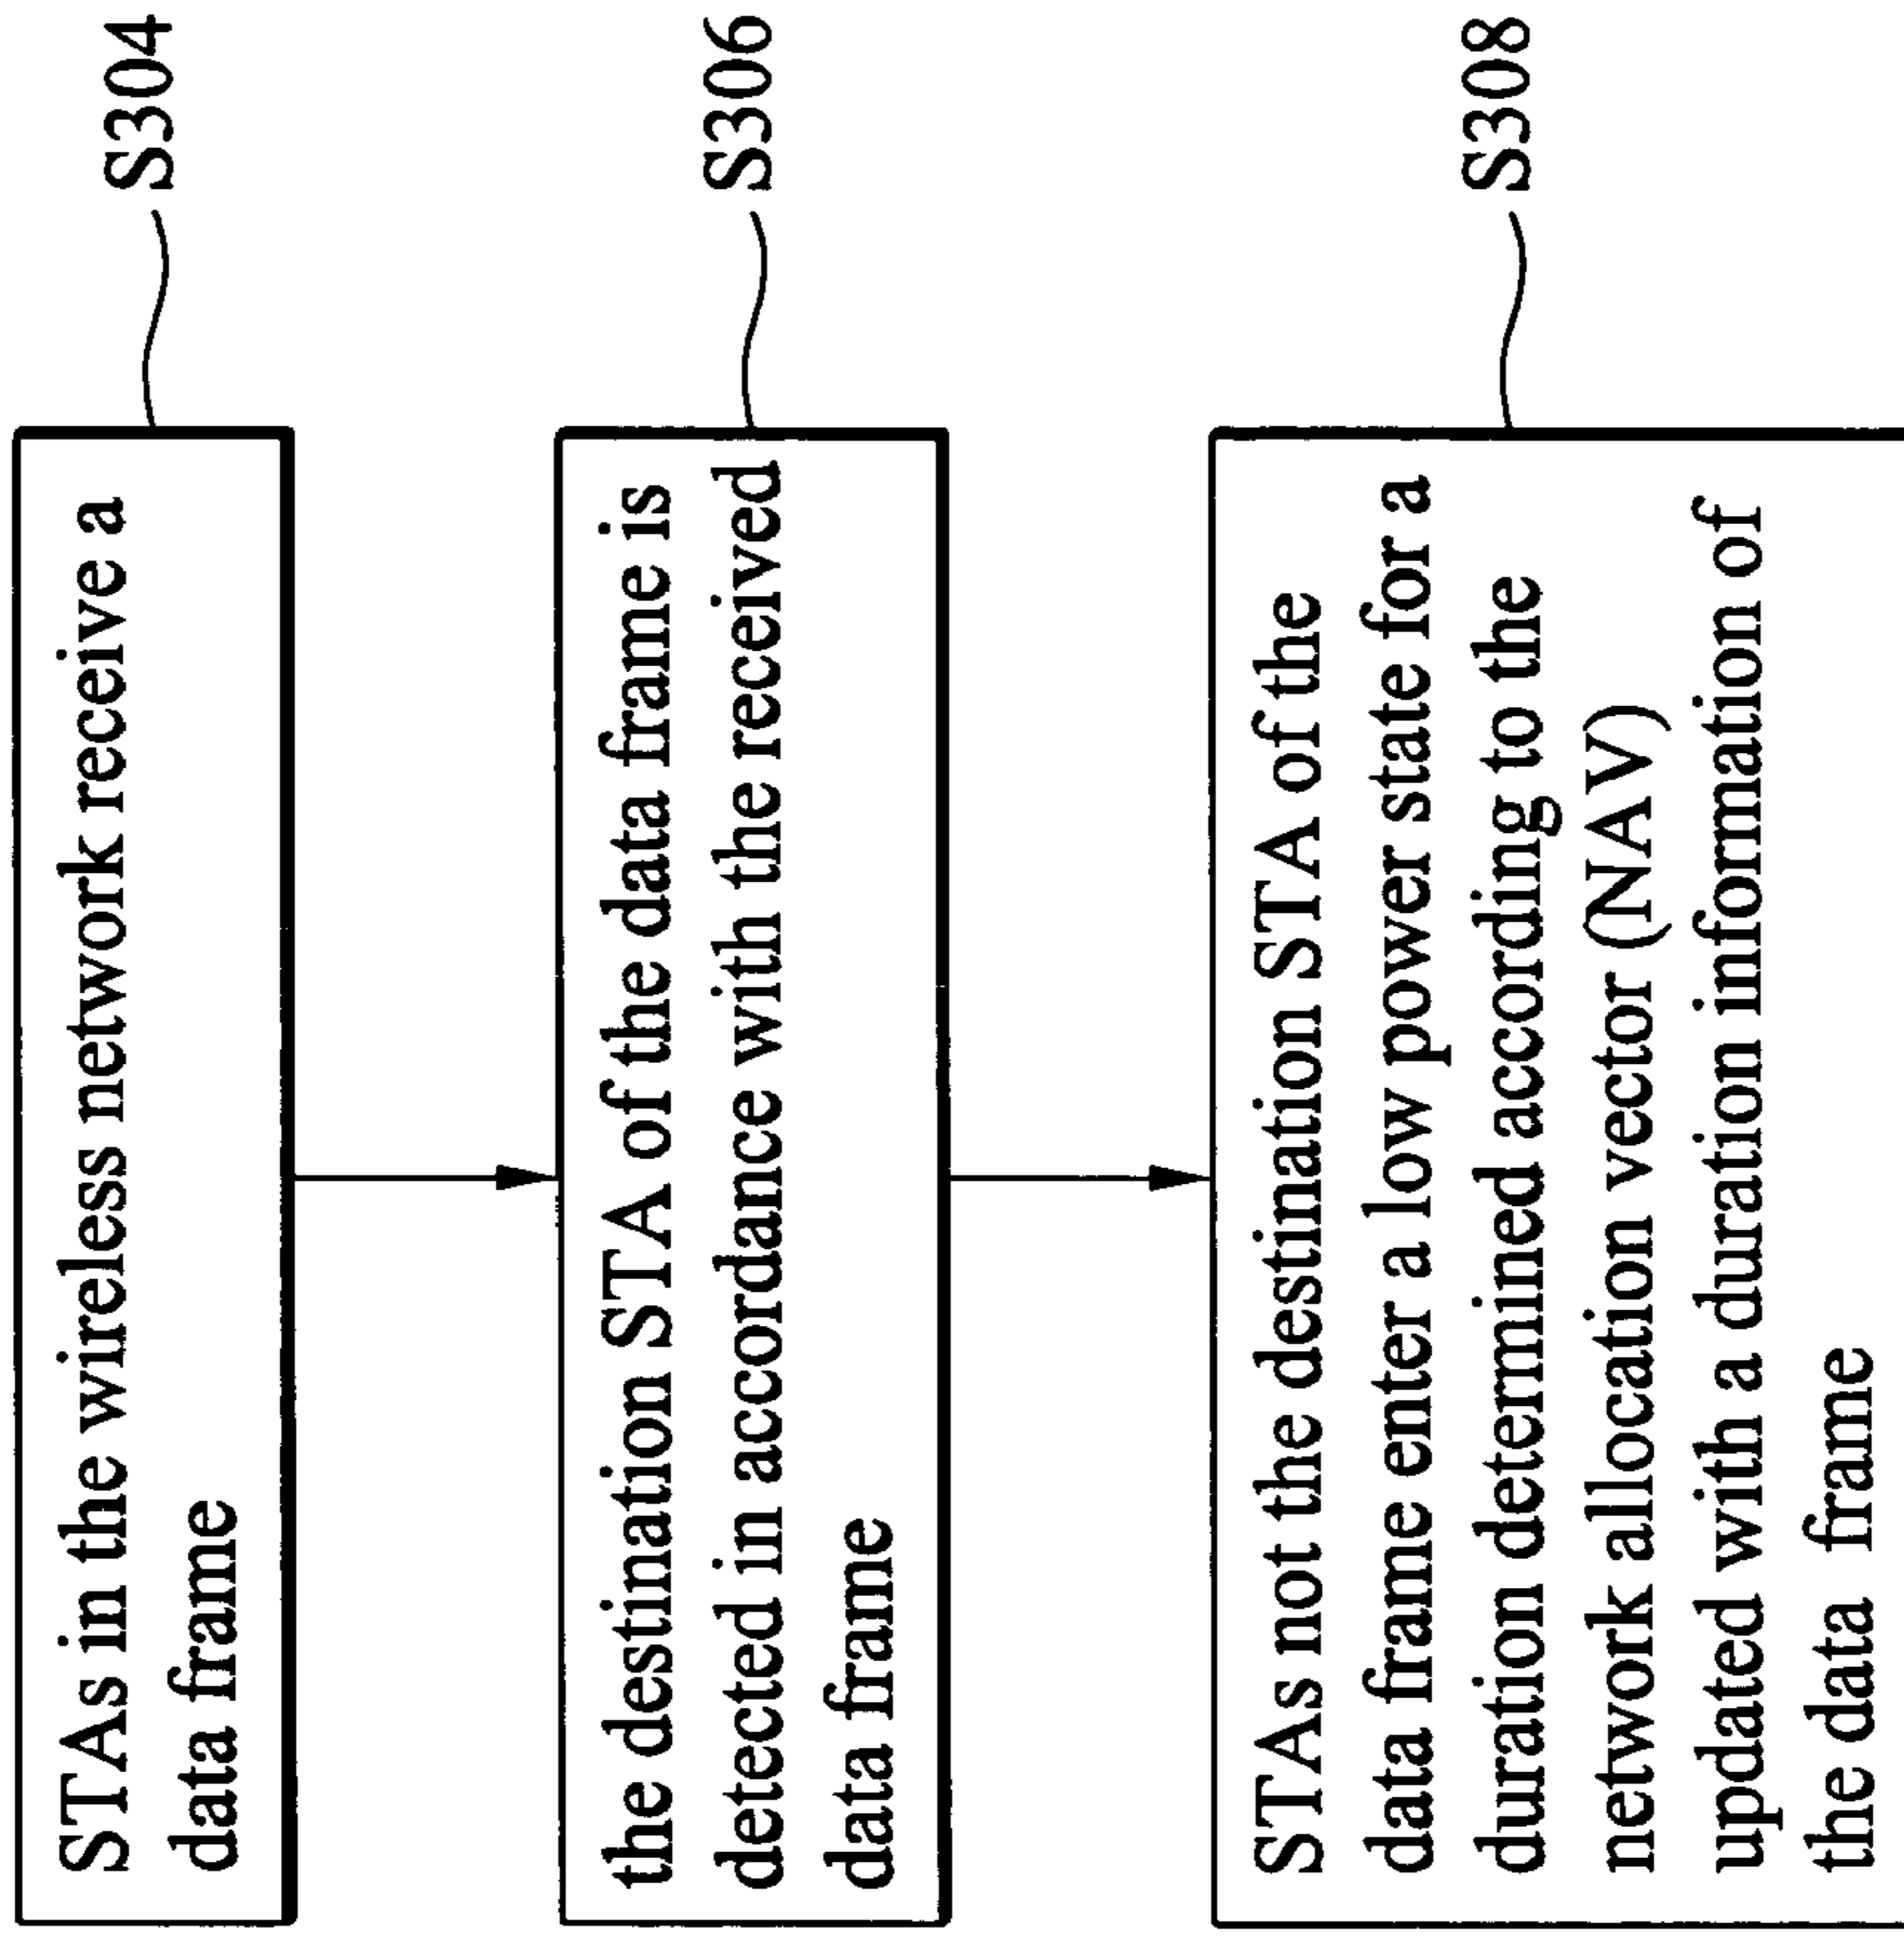 STAs in the wireless network receive a
data frame
S304
the destination STA of the data frame is
detected in accordance with the received
data frame
S306
STAs not the destination STA of the
data frame enter a low power state for a
duration determined according to the
network allocation vector (NAV)
updated with a duration information of
the data frame
S308